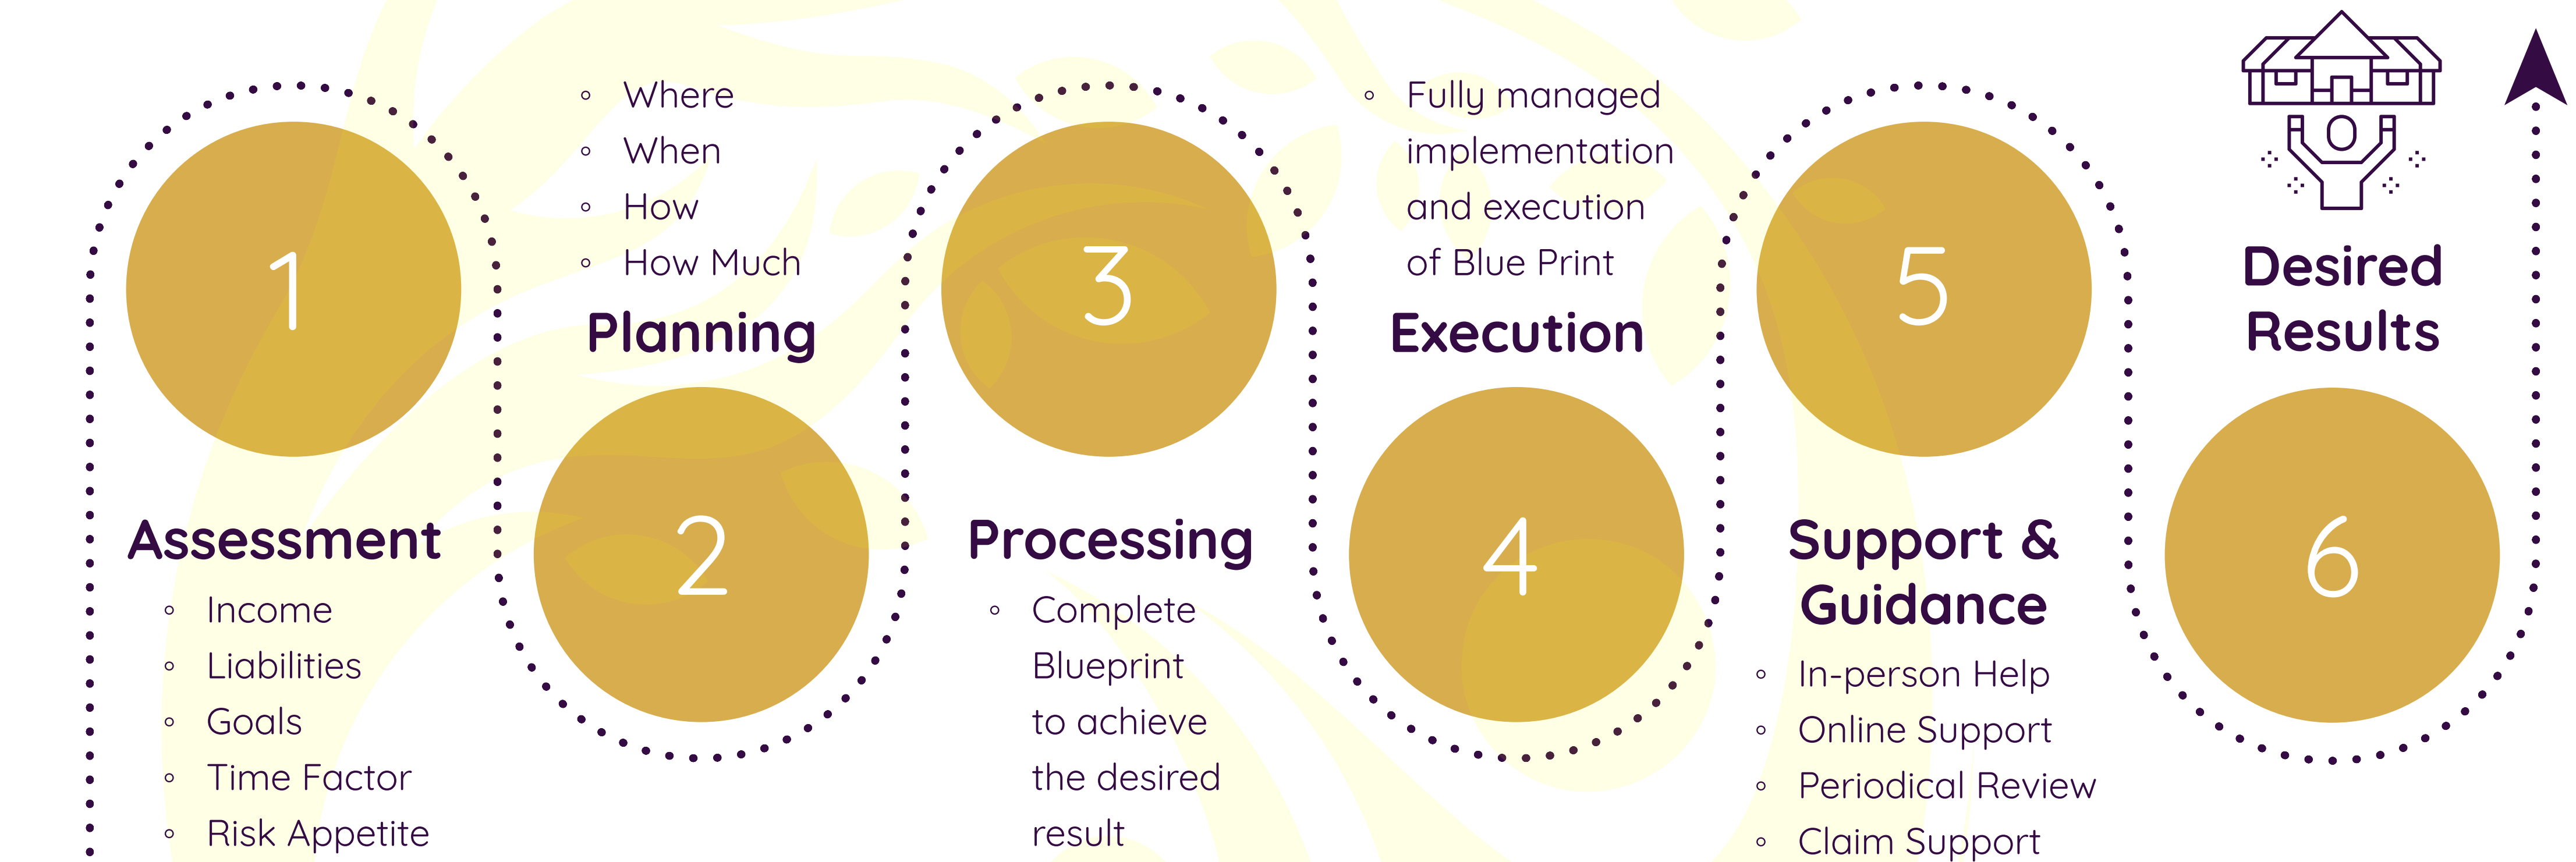 1
Assessment
Income
Liabilities
Goals
Time Factor
Risk Appetite
Where
When
How
How Much
Planning
2
3
Processing
Complete
Blueprint
to achieve
the desired
result
Fully managed
implementation
and execution
of Blue Print
Execution
4
5
Support &
Guidance
In-person Help
Online Support
Periodical Review
Claim Support
Desired
Results
6